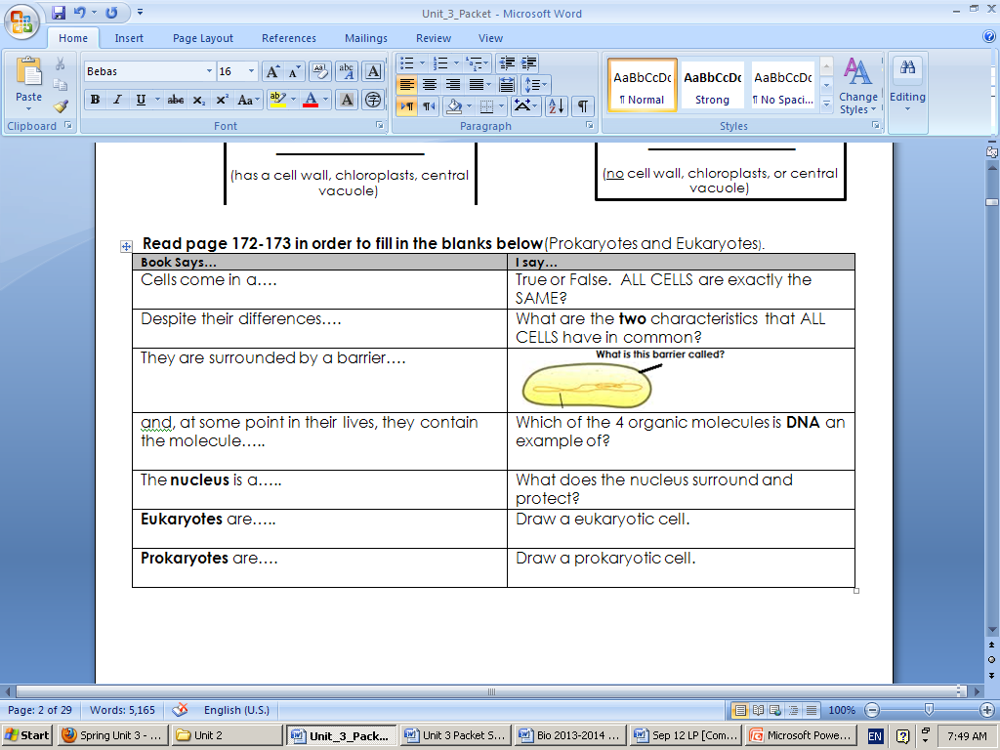 Unit_3_Packet - Microsoft Word
Home Insert Page Layout References Mailings Review View
Paste
Clipboard
Bebas 16
Font
Paragraph
AaBbCcDc AaBbCcDc AaBbCcDc
¶ Normal Strong ¶ No Spaci...
Change Styles
Styles
Editing
(has a cell wall, chloroplasts, central
vacuole)
(no cell wall, chloroplasts, or central
vacuole)
Read page 172-173 in order to fill in the blanks below(Prokaryotes and Eukaryotes).
Book Says… I say…
Cells come in a….
True or False. ALL CELLS are exactly the
SAME?
Despite their differences….
What are the two characteristics that ALL
CELLS have in common?
They are surrounded by a barrier….
What is this barrier called?
and, at some point in their lives, they contain
the molecule…..
Which of the 4 organic molecules is DNA an
example of?
The nucleus is a…..
What does the nucleus surround and
protect?
Eukaryotes are…..
Draw a eukaryotic cell.
Prokaryotes are….
Draw a prokaryotic cell.
Page: 2 of 29 Words: 5,165 English (U.S.) 100%
Start Spring Unit 3 - ... Unit 2 Unit_3_Pack... Unit 3 Packet S... Bio 2013-2014 ... Sep 12 LP [Com... Microsoft Powe... EN 7:49 AM